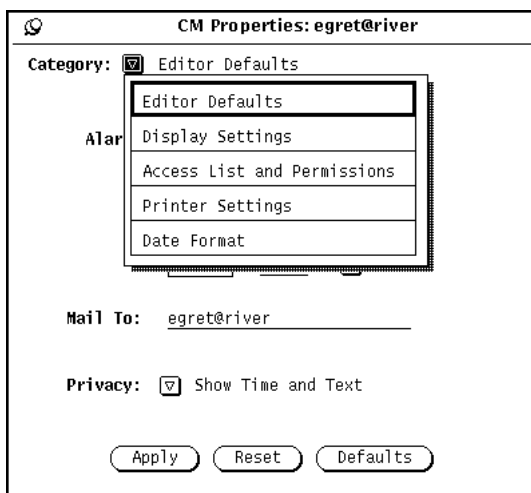 CM Properties: egret@river
Category: Editor Defaults
Editor Defaults
Alar Display Settings
Access List and Permissions
Printer Settings
Date Format
Mail To: egret@river
Privacy: Show Time and Text
Apply Reset Defaults